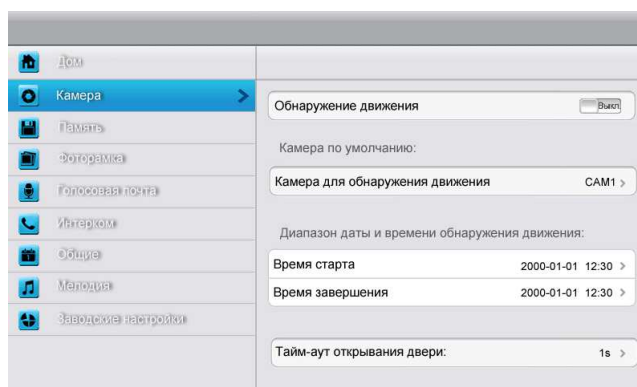 Дом
Камера
Память
Фоторамка
Голосовая почта
Интерком
Общие
Мелодия
Заводские настройки
Обнаружение движения Выкл
Камера по умолчанию:
Камера для обнаружения движения CAM1 >
Диапазон даты и времени обнаружения движения:
Время старта 2000-01-01 12:30 >
Время завершения 2000-01-01 12:30 >
Тайм-аут открывания двери: 1s >